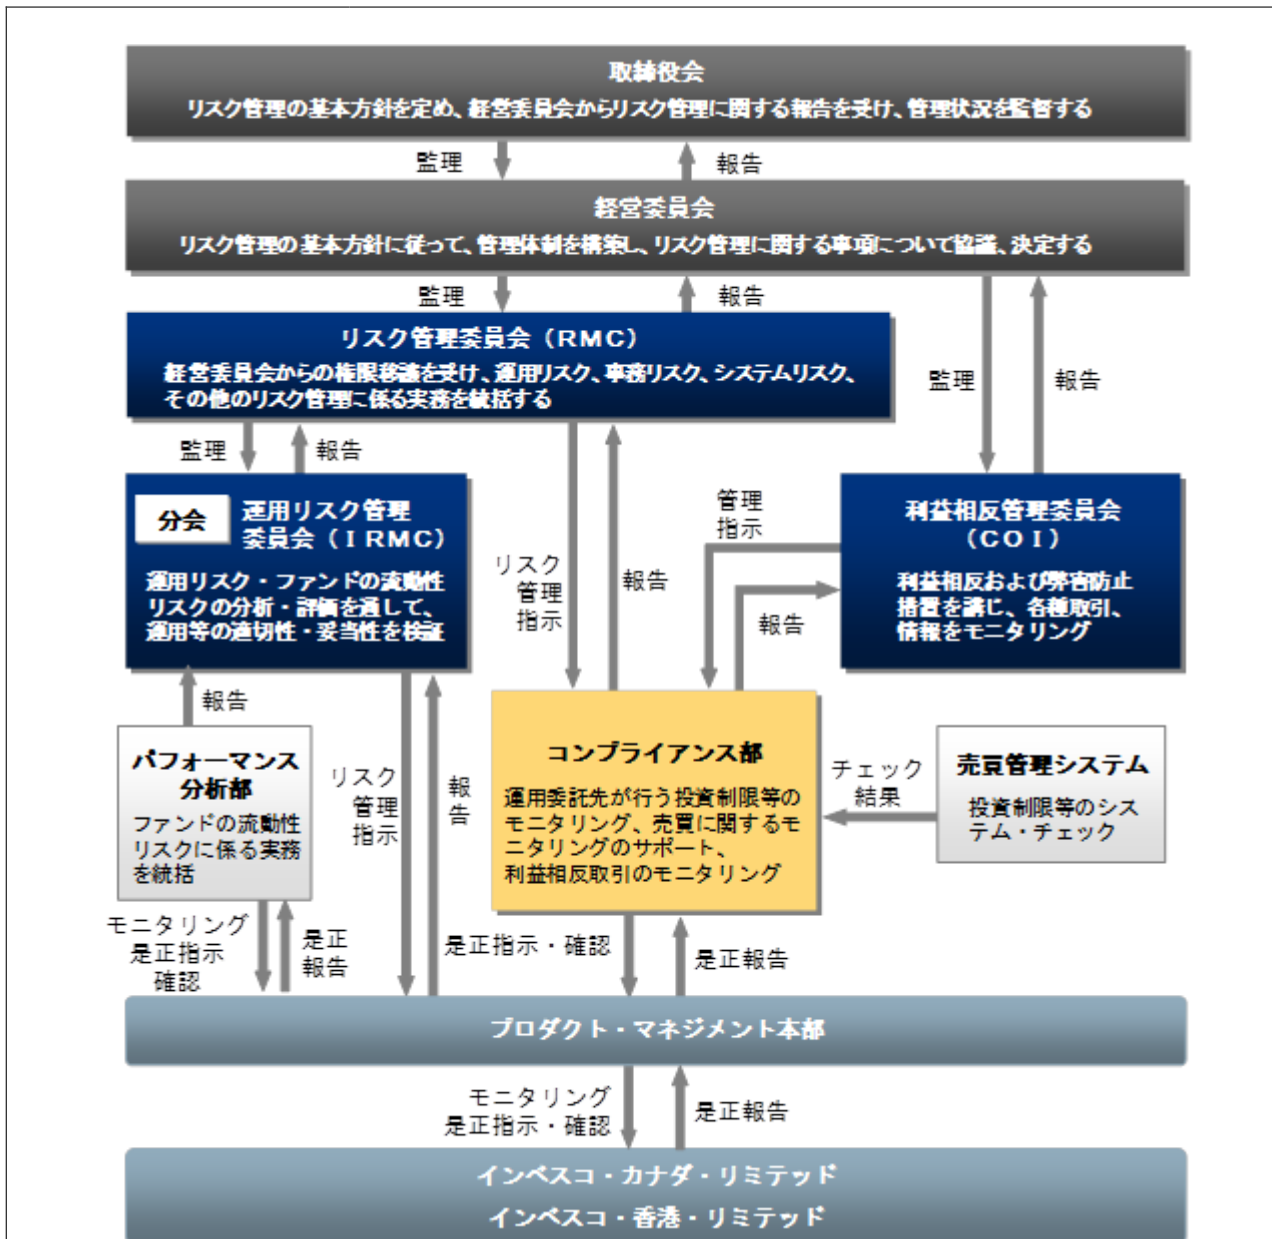 取締役会
リスク管理の基本方針を定め、経営委員会からリスク管理に関する報告を受け、管理状況を監督する
監理
報告
経営委員会
リスク管理の基本方針に従って、管理体制を構築し、リスク管理に関する事項について協議、決定する
監理
報告
リスク管理委員会（RMC）
経営委員会からの権限移譲を受け、運用リスク、事務リスク、システムリスク、
その他のリスク管理に係る実務を統括する
監理
報告
監理
報告
分会
運用リスク管理
委員会（IRMC）
運用リスク・ファンドの流動性
リスクの分析・評価を通して、
運用等の適切性・妥当性を検証
リスク
管理
指示
報告
管理
指示
報告
利益相反管理委員会
（COI）
利益相反および弊害防止
措置を講じ、各種取引、
情報をモニタリング
報告
パフォーマンス
分析部
ファンドの流動性
リスクに係る実務
を統括
リスク
管理
指示
報
告
コンプライアンス部
運用委託先が行う投資制限等の
モニタリング、売買に関するモ
ニタリングのサポート、
利益相反取引のモニタリング
チェック
結果
売買管理システム
投資制限等のシス
テム・チェック
モニタリング
是正指示
確認
是正
報告
是正指示・確認
是正報告
プロダクト・マネジメント本部
モニタリング
是正指示・確認
是正報告
インベスコ・カナダ・リミテッド
インベスコ・香港・リミテッド